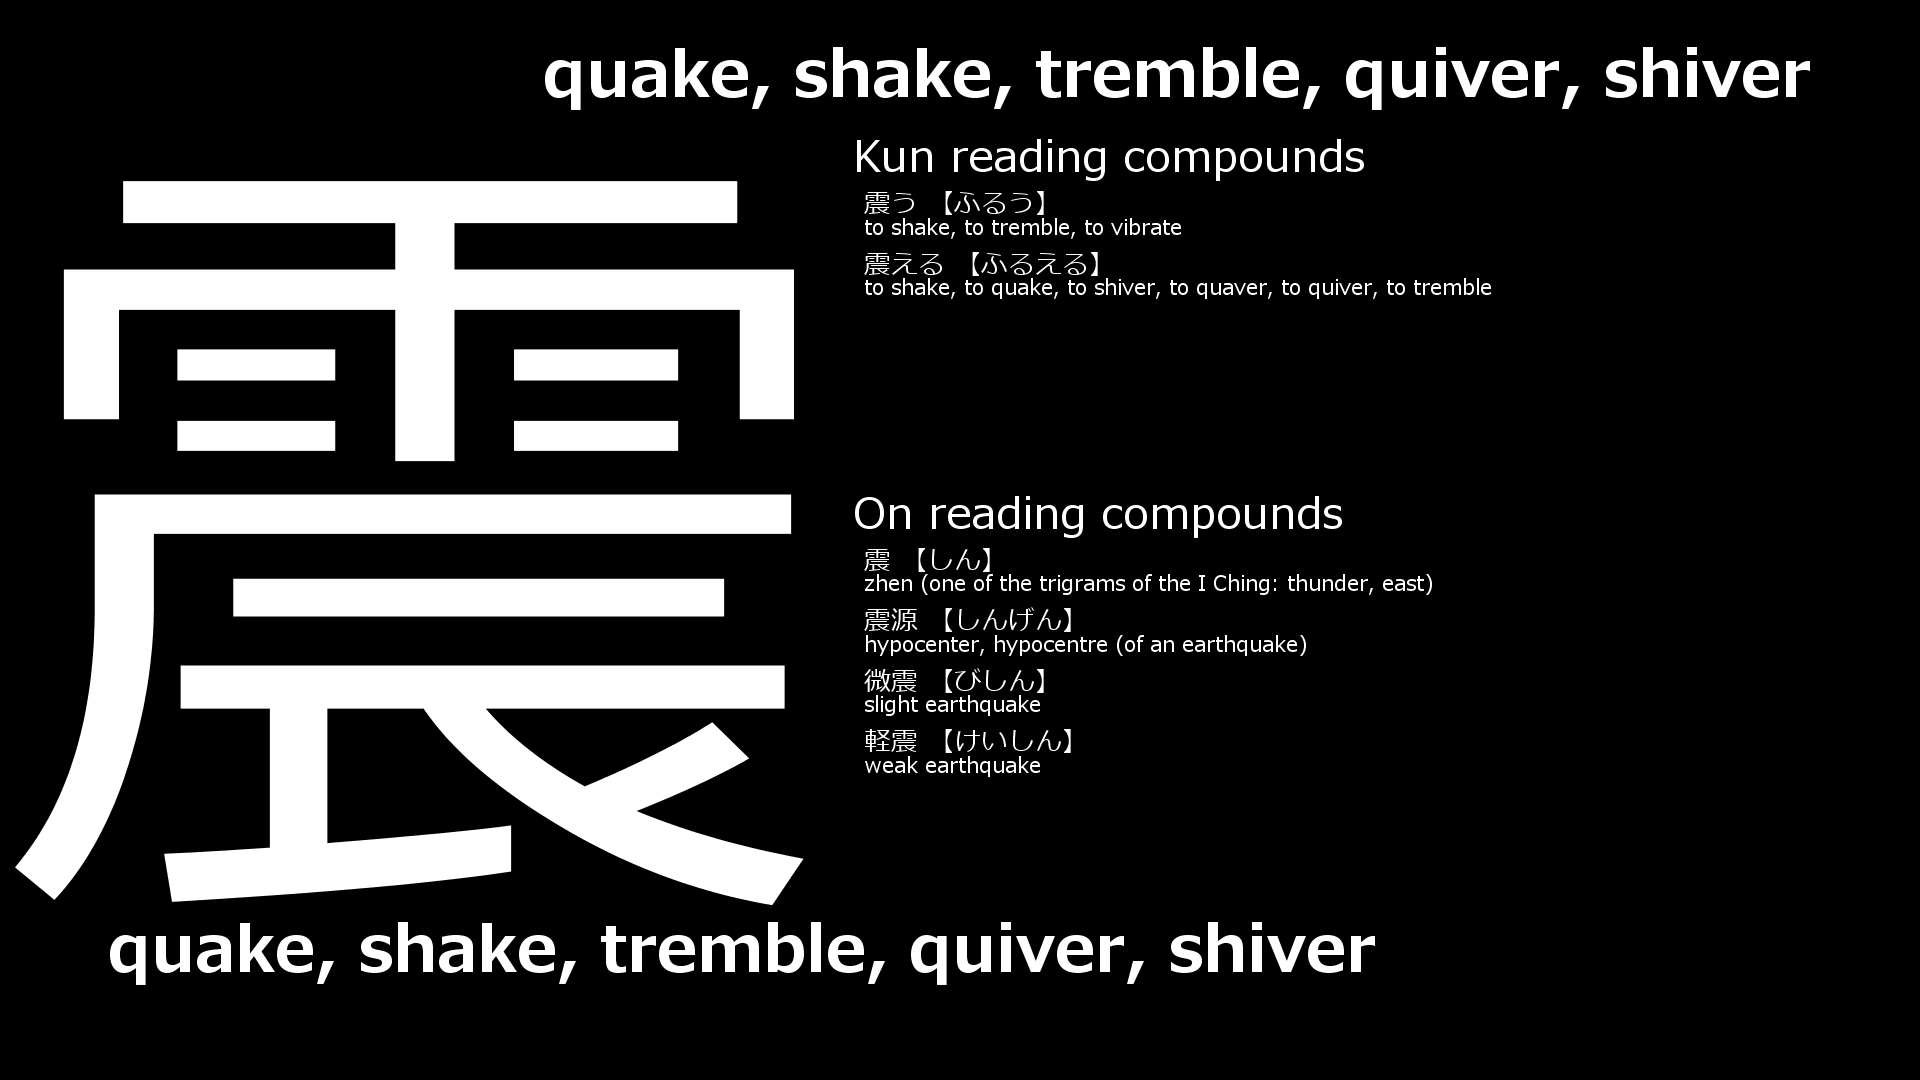 quake, shake, tremble, quiver, shiver
震
Kun reading compounds
震う 【ふるう】
to shake, to tremble, to vibrate
震える 【ふるえる】
to shake, to quake, to shiver, to quaver, to quiver, to tremble
On reading compounds
震 【しん】
zhen (one of the trigrams of the I Ching: thunder, east)
震源 【しんげん】
hypocenter, hypocentre (of an earthquake)
微震 【びしん】
slight earthquake
軽震 【けいしん】
weak earthquake
quake, shake, tremble, quiver, shiver